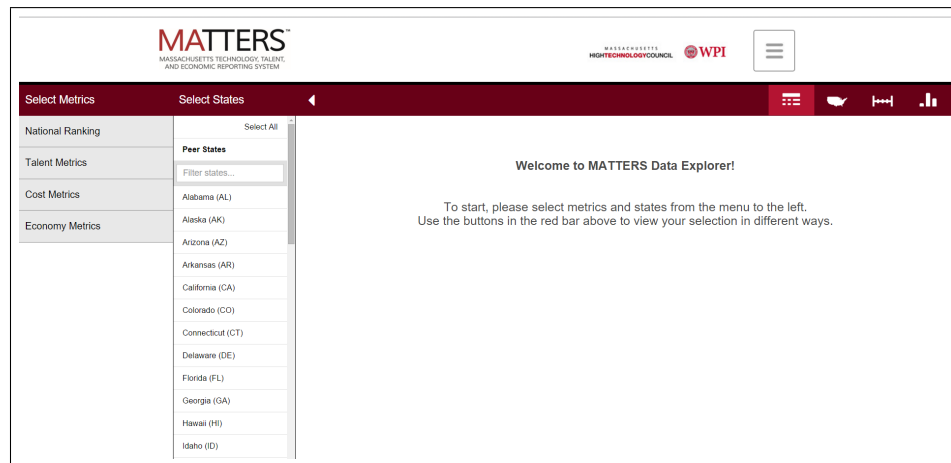 MATTERS™
MASSACHUSETTS TECHNOLOGY, TALENT,
AND ECONOMIC REPORTING SYSTEM
MASSACHUSETTS
HIGHTECHNOLOGYCOUNCIL
WPI
Select Metrics
Select States
National Ranking
Talent Metrics
Cost Metrics
Economy Metrics
Select All
Peer States
Filter states...
Alabama (AL)
Alaska (AK)
Arizona (AZ)
Arkansas (AR)
California (CA)
Colorado (CO)
Connecticut (CT)
Delaware (DE)
Florida (FL)
Georgia (GA)
Hawaii (HI)
Idaho (ID)
Welcome to MATTERS Data Explorer!
To start, please select metrics and states from the menu to the left.
Use the buttons in the red bar above to view your selection in different ways.